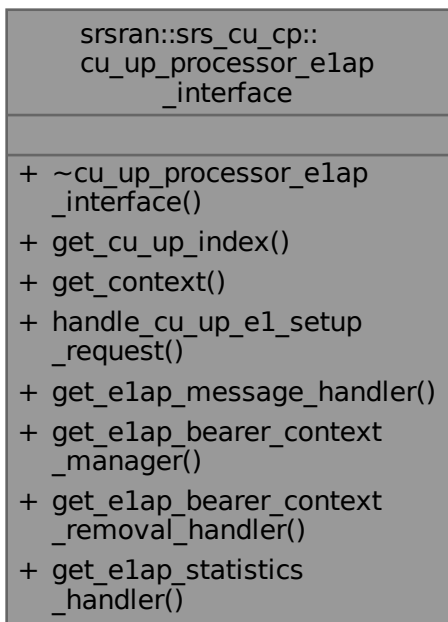 srsran::srs_cu_cp::
cu_up_processor_e1ap
_interface
+ ~cu_up_processor_e1ap
_interface()
+ get_cu_up_index()
+ get_context()
+ handle_cu_up_e1_setup
_request()
+ get_e1ap_message_handler()
+ get_e1ap_bearer_context
_manager()
+ get_e1ap_bearer_context
_removal_handler()
+ get_e1ap_statistics
_handler()